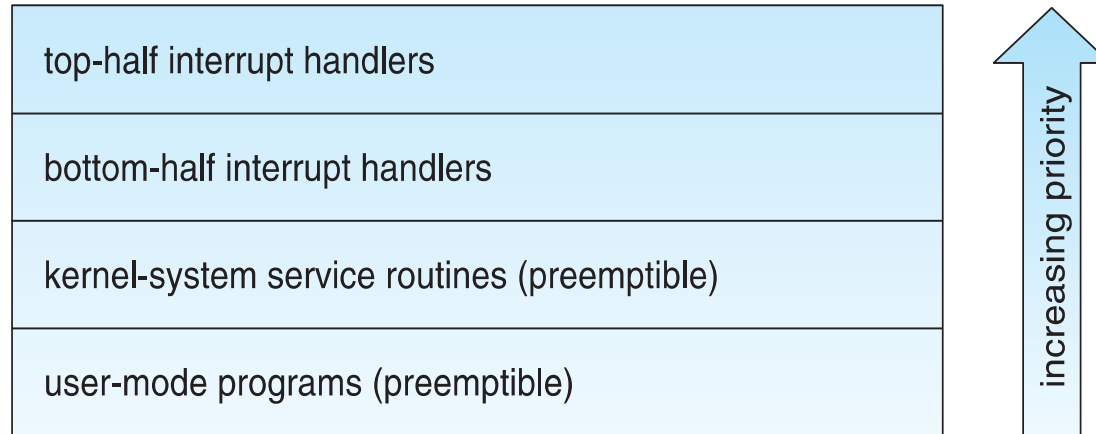 top-half interrupt handlers
bottom-half interrupt handlers
kernel-system service routines (preemptible)
user-mode programs (preemptible)
increasing priority